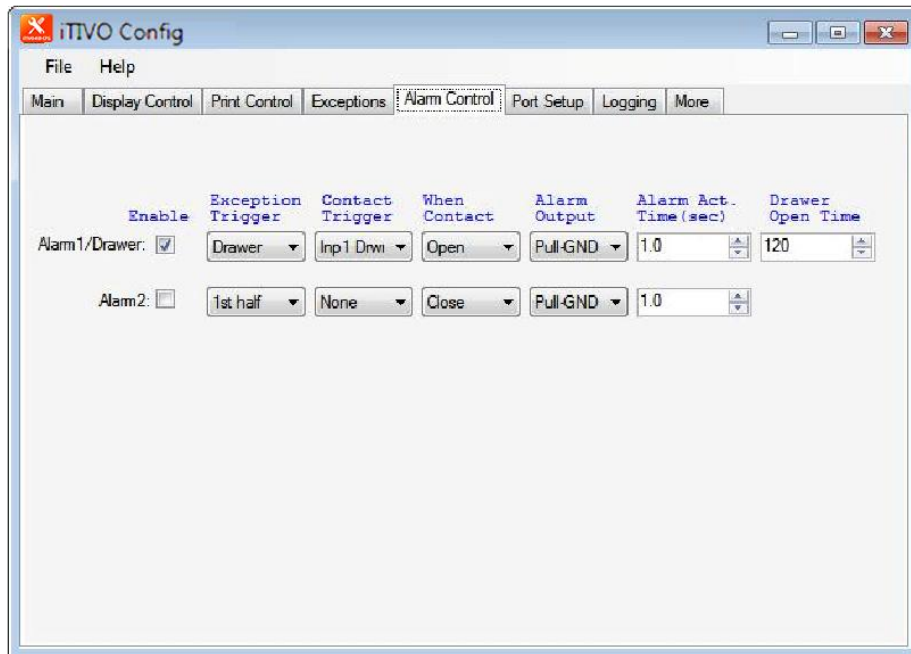 iTIVO Config
File Help
Main Display Control Print Control Exceptions Alarm Control Port Setup Logging More
Exception Contact When Alarm Alarm Act. Drawer
Enable Trigger Trigger Contact Output Time(sec) Open Time
Alarm1/Drawer: Drawer Inp1 Drwr Open Pull-GND 1.0 120
Alarm2: 1st half None Close Pull-GND 1.0